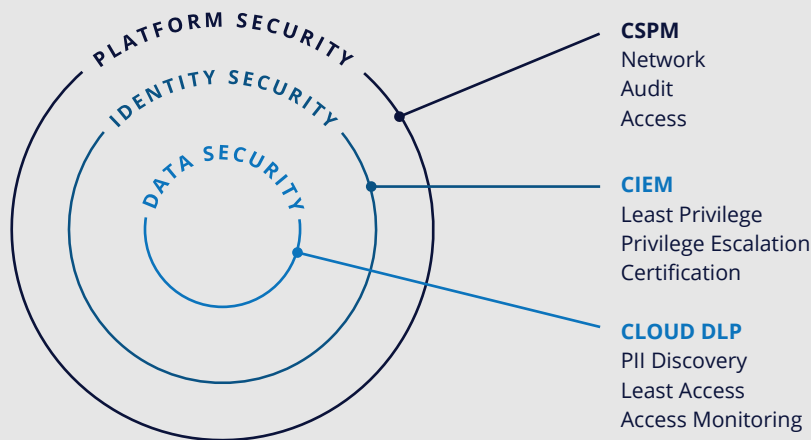 PLATFORM SECURITY
IDENTITY SECURITY
DATA SECURITY
CSPM
Network
Audit
Access
CIEM
Least Privilege
Privilege Escalation
Certification
CLOUD DLP
PII Discovery
Least Access
Access Monitoring